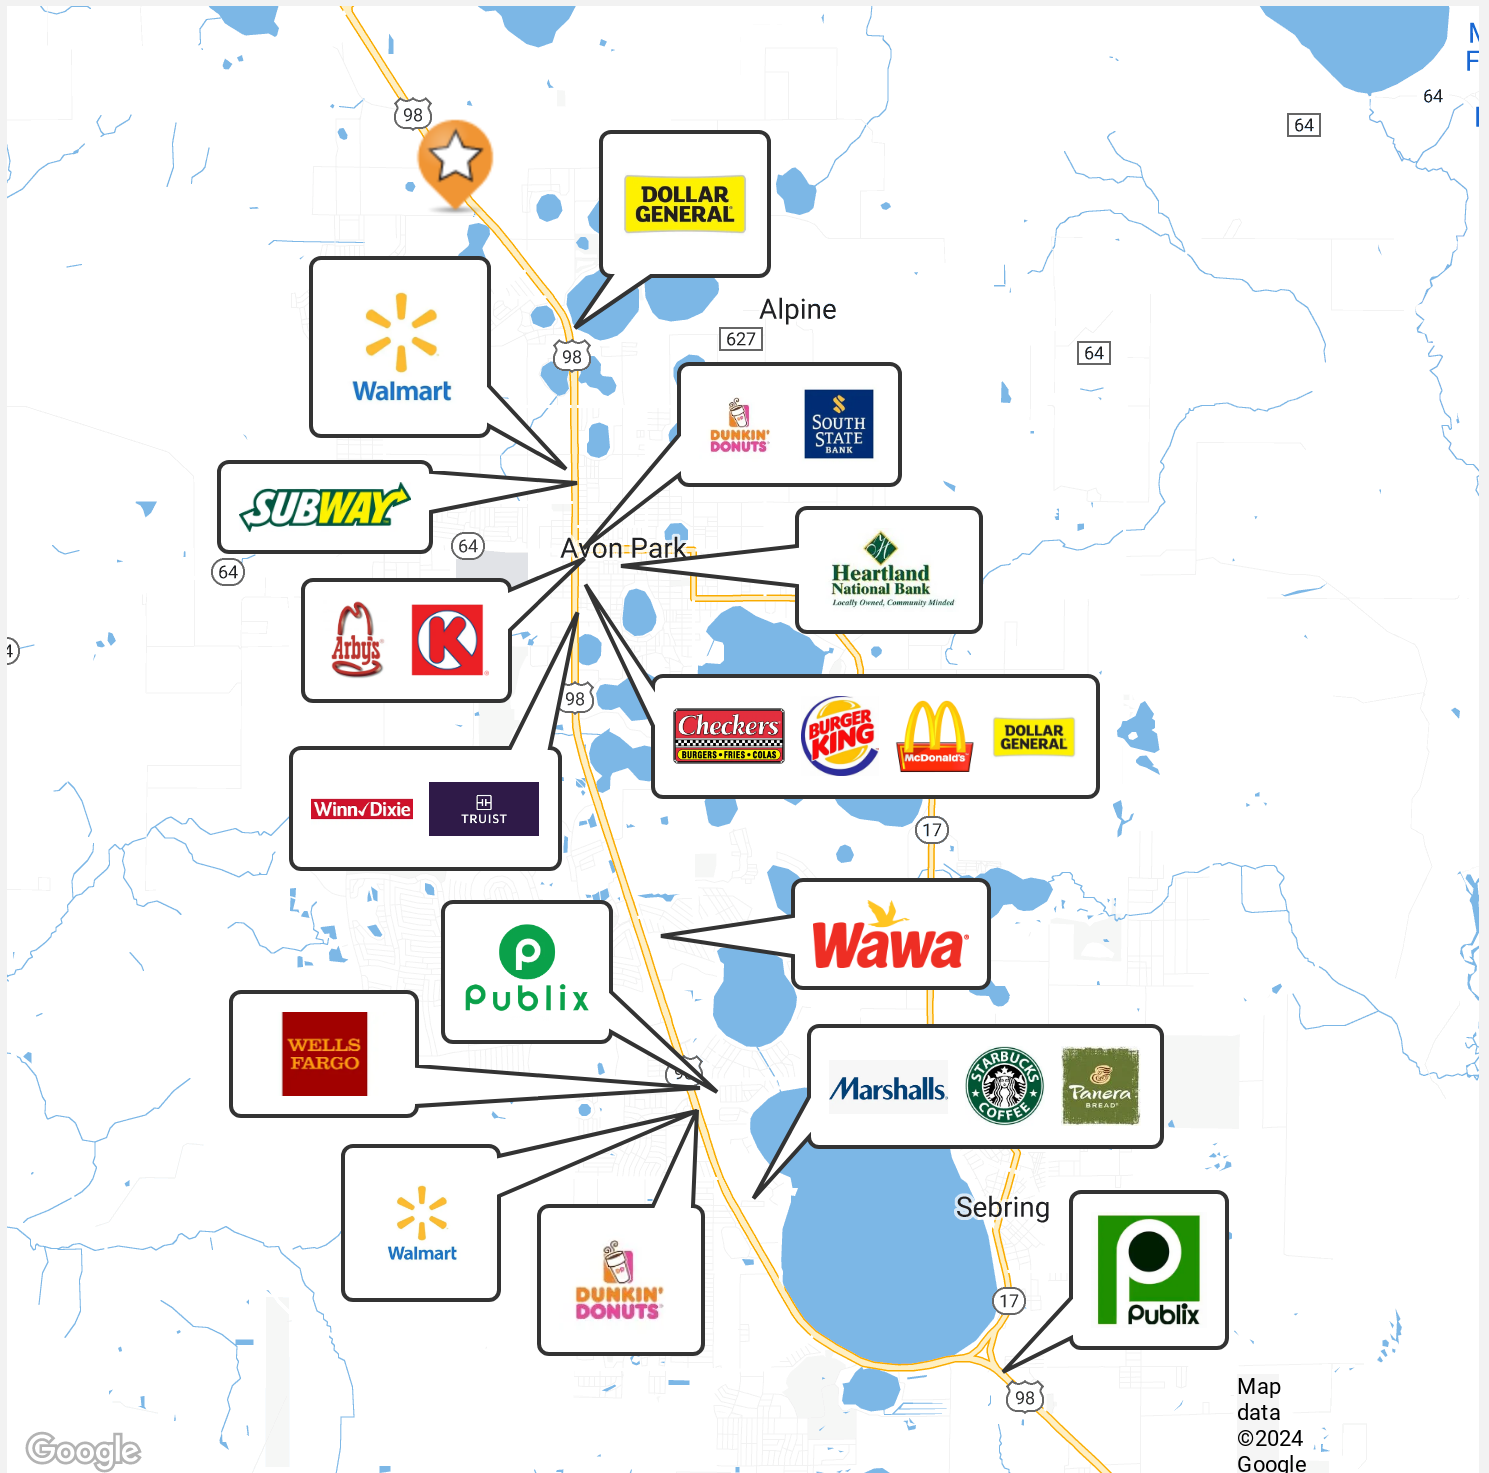 M
F
64
64
98
DOLLAR
GENERAL
Alpine
627
64
98
Walmart
DUNKIN'
DONUTS
SOUTH
STATE
BANK
SUBWAY
64
64
Avon Park
Heartland
National Bank
Locally Owned, Community Minded
Arby's
K
4
98
Checkers
BURGERS • FRIES • COLAS
BURGER
KING
McDonald's
DOLLAR
GENERAL
Winn Dixie
TRUIST
17
Wawa
Publix
WELLS
FARGO
Marshalls.
STARBUCKS
COFFEE
Panera
BREAD
Walmart
DUNKIN'
DONUTS
Sebring
Publix
17
98
Map
data
©2024
Google
Google